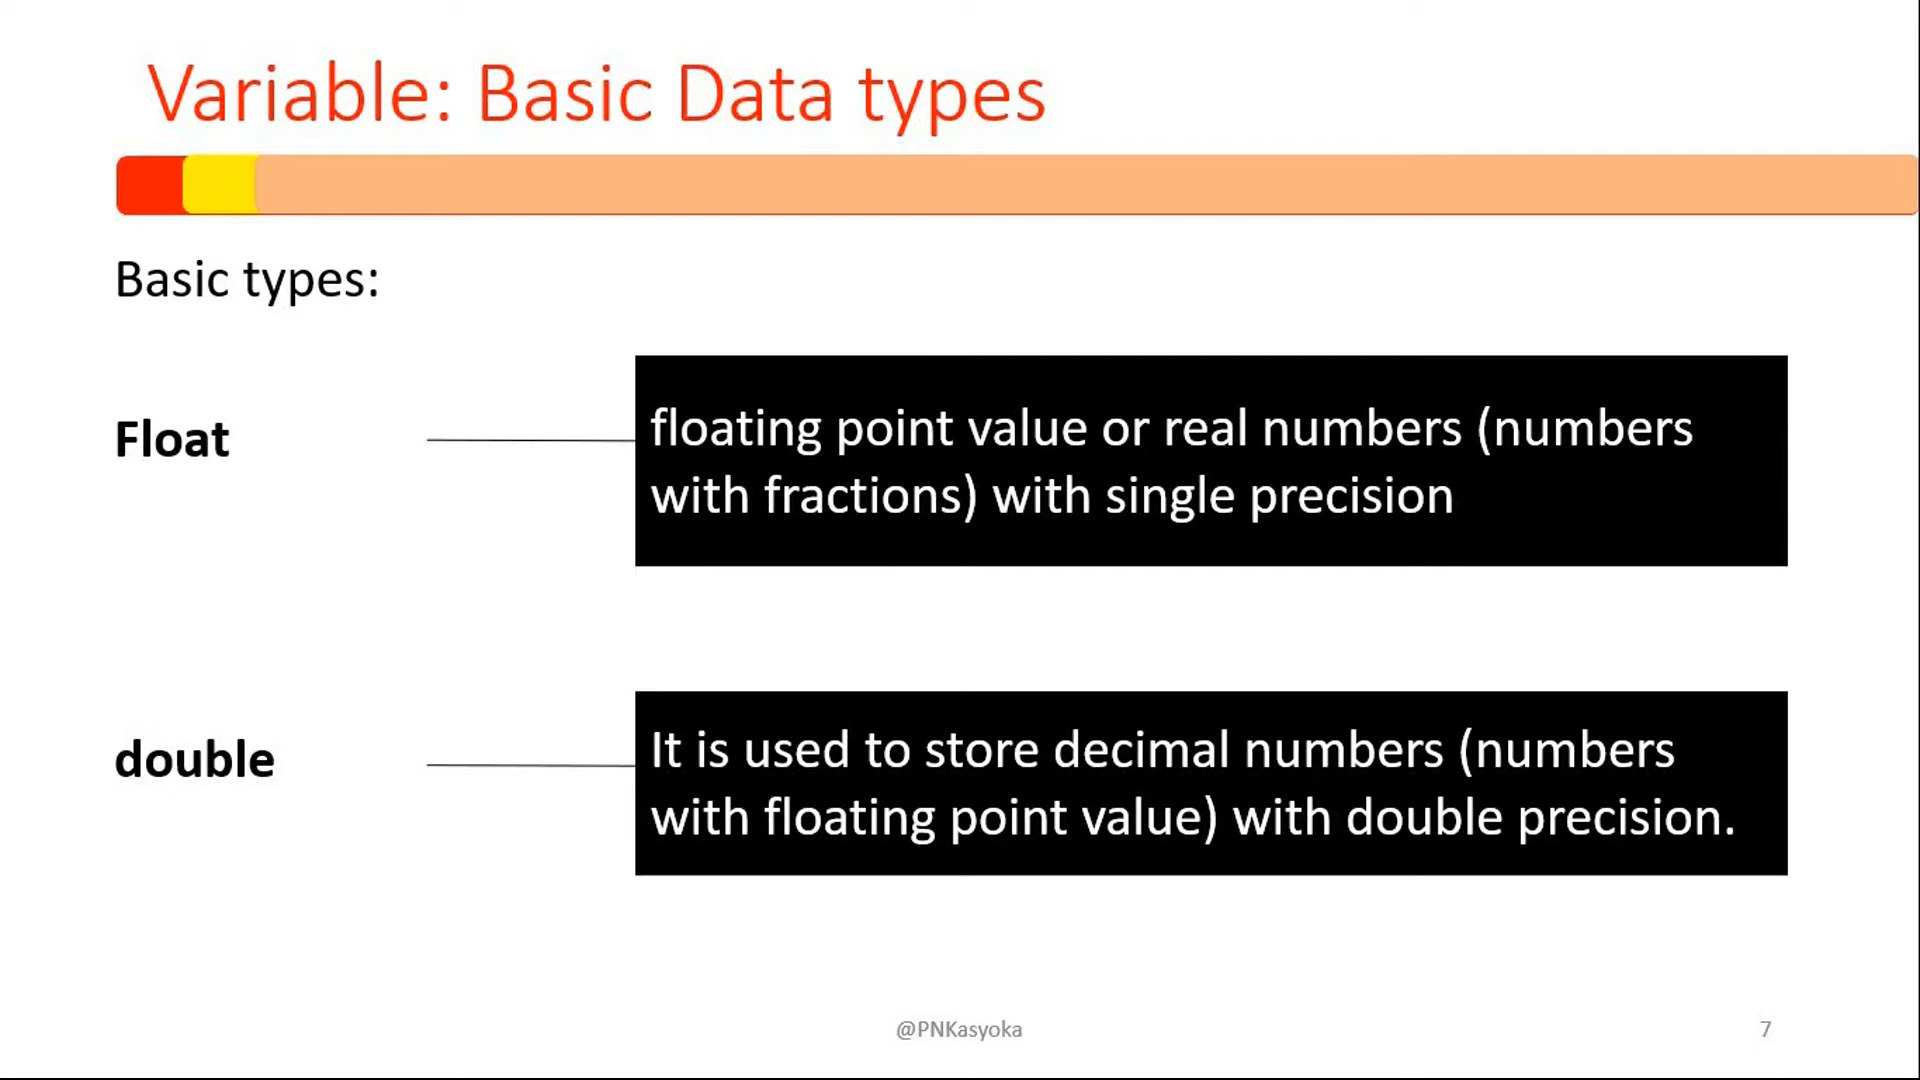 Variable: Basic Data types
Basic types:
Float
floating point value or real numbers (numbers
with fractions) with single precision
double
It is used to store decimal numbers (numbers
with floating point value) with double precision.
@PNKasyoka
7